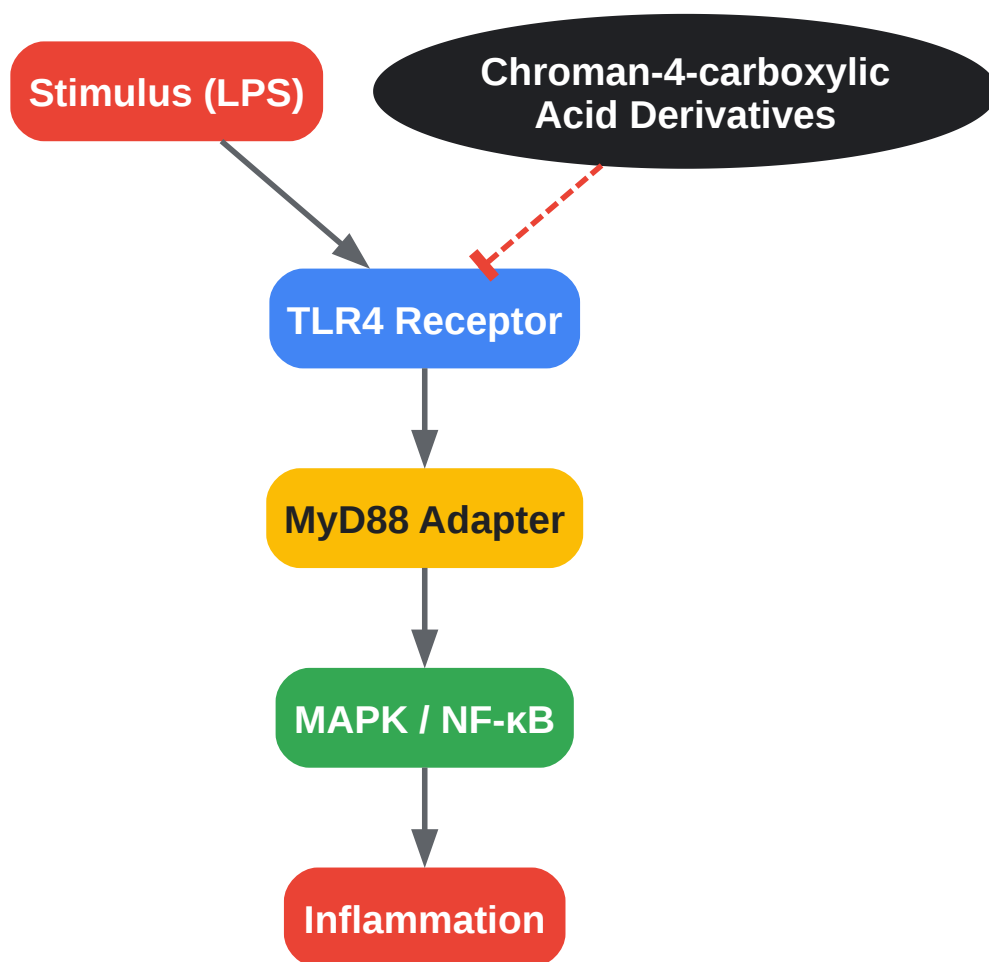 Stimulus (LPS)
Chroman-4-carboxylic
Acid Derivatives
TLR4 Receptor
MyD88 Adapter
MAPK / NF-κB
Inflammation